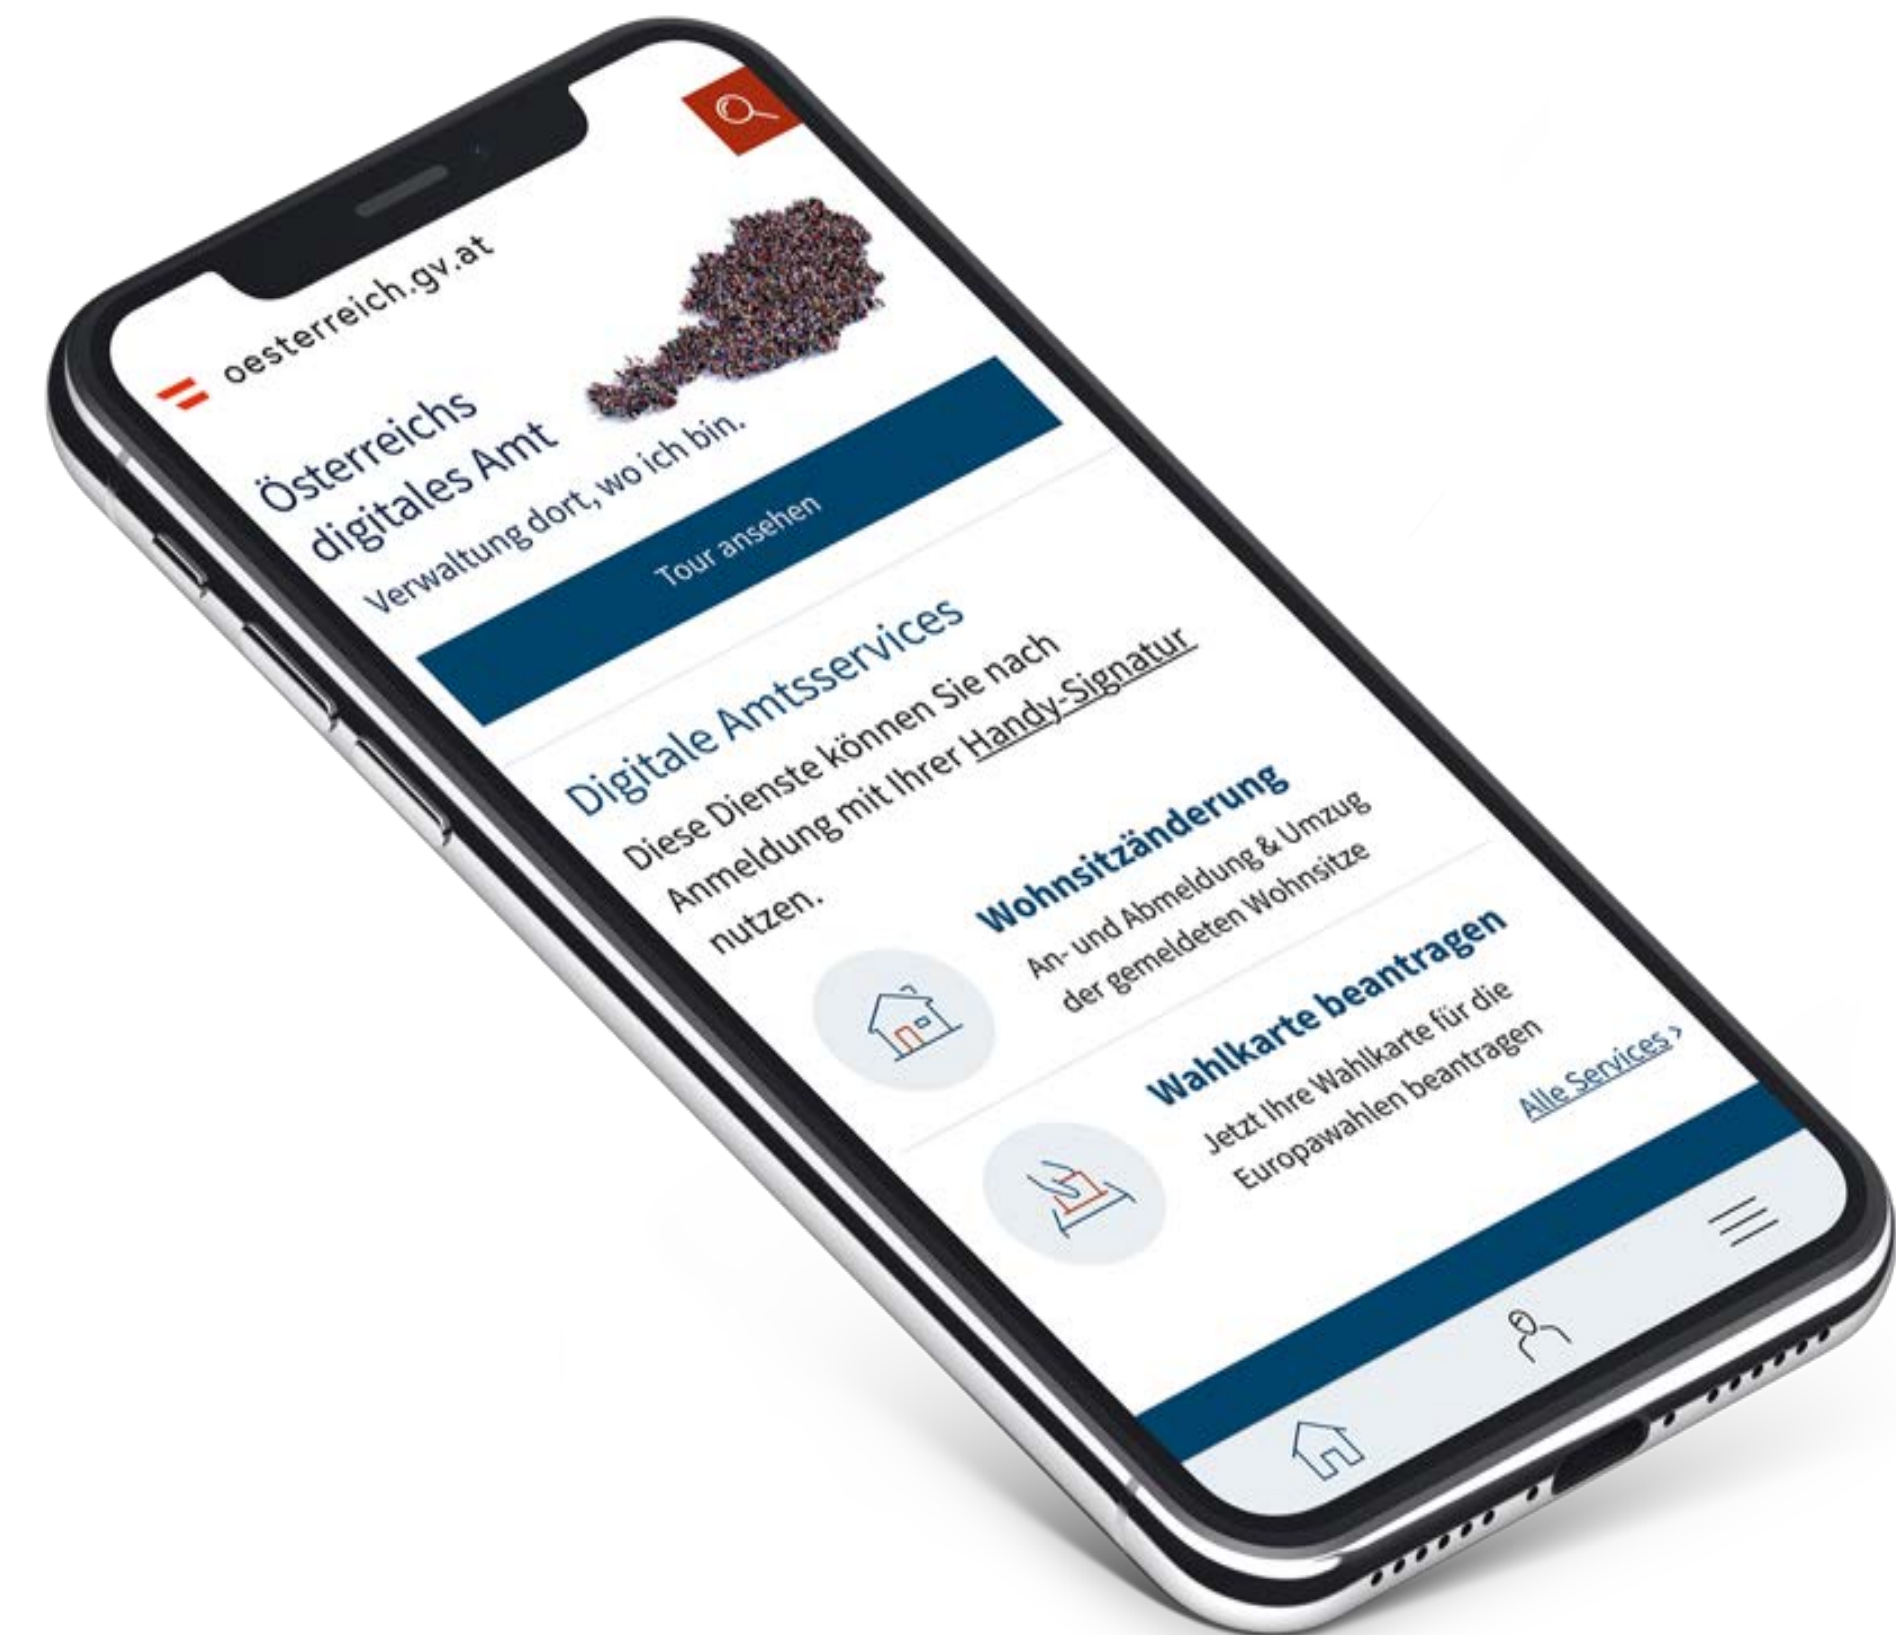 oesterreich.gv.at
Österreichs
digitales Amt
Verwaltung dort, wo ich bin.
Tour ansehen
Digitale Amtsservices
Diese Dienste können Sie nach
Anmeldung mit Ihrer Handy-Signatur
nutzen.
Wohnsitzänderung
An- und Abmeldung & Umzug
der gemeldeten Wohnsitze
Wahlkarte beantragen
Jetzt Ihre Wahlkarte für die
Europawahlen beantragen
Alle Services ›